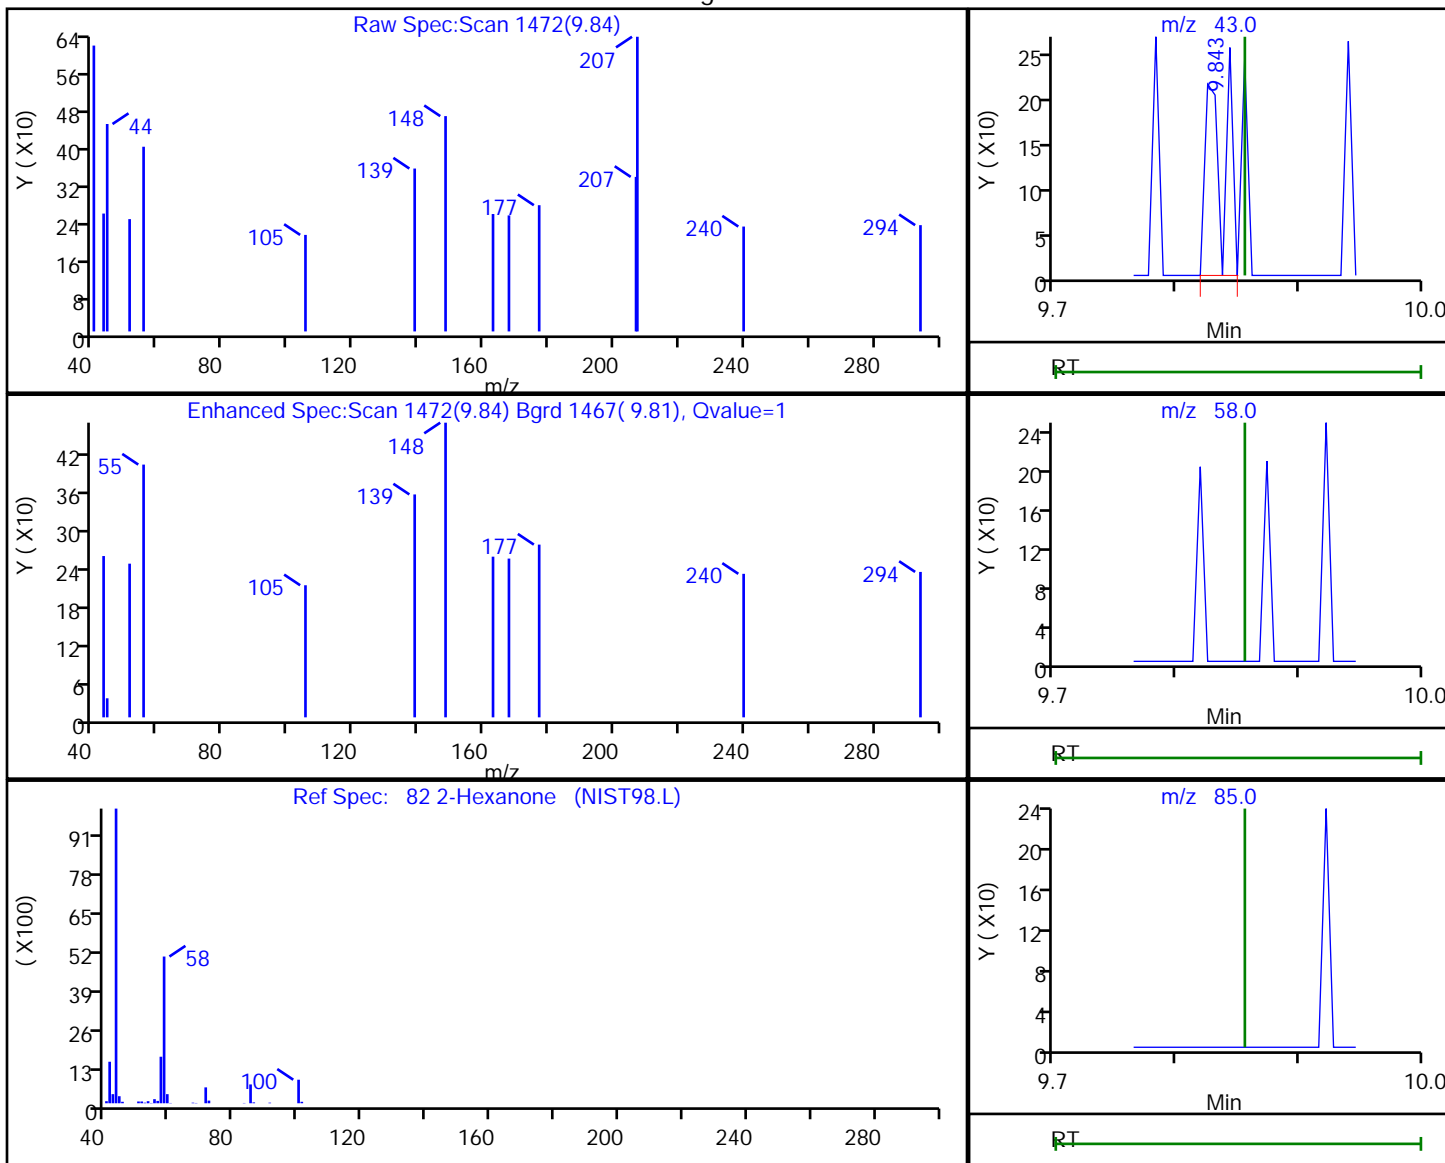 Raw Spec:Scan 1472(9.84)
Y ( X10)
64
56
48
40
32
24
16
8
0
44
105
139
148
177
207
207
240
294
40 80 120 160 200 240 280
m/z
m/z 43.0
Y ( X10)
25
20
15
10
5
0
9.843
9.7 10.0
Min
RT
Enhanced Spec:Scan 1472(9.84) Bgrd 1467( 9.81), Qvalue=1
Y ( X10)
42
36
30
24
18
12
6
0
55
105
139
148
177
240
294
40 80 120 160 200 240 280
m/z
m/z 58.0
Y ( X10)
24
20
16
12
8
4
0
9.7 10.0
Min
RT
Ref Spec: 82 2-Hexanone (NIST98.L)
( X100)
91
78
65
52
39
26
13
0
58
100
40 80 120 160 200 240 280
m/z 85.0
Y ( X10)
24
20
16
12
8
4
0
9.7 10.0
Min
RT